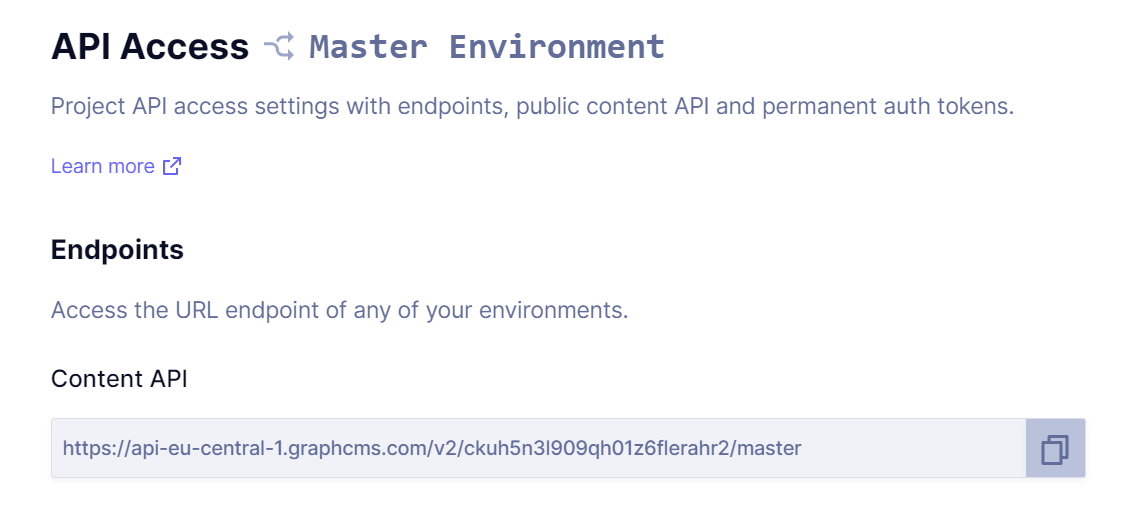 API Access Master Environment
Project API access settings with endpoints, public content API and permanent auth tokens.
Learn more
Endpoints
Access the URL endpoint of any of your environments.
Content API
https://api-eu-central-1.graphcms.com/v2/ckuh5n3l909qh01z6flerahr2/master